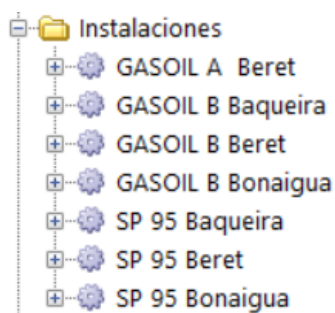 Instalaciones
GASOIL A  Beret
GASOIL B Baqueira
GASOIL B Beret
GASOIL B Bonaigua
SP 95 Baqueira
SP 95 Beret
SP 95 Bonaigua